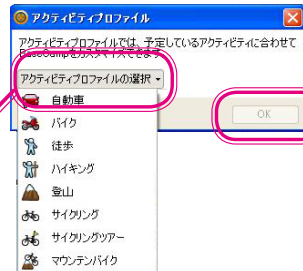 アクティビティプロファイル
アクティビティプロファイルでは、予定しているアクティビティに合わせて
BaseCampをカスタマイズできます
アクティビティプロファイルの選択
OK
自動車
バイク
徒歩
ハイキング
登山
サイクリング
サイクリングツアー
マウンテンバイク